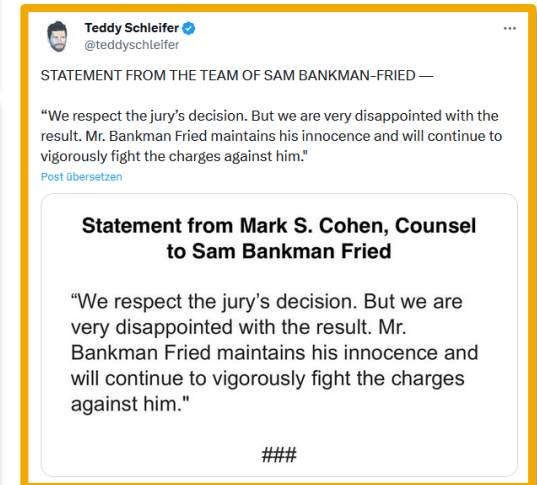 Teddy Schleifer
@teddyschleifer
STATEMENT FROM THE TEAM OF SAM BANKMAN-FRIED —
“We respect the jury’s decision. But we are very disappointed with the
result. Mr. Bankman Fried maintains his innocence and will continue to
vigorously fight the charges against him."
Post übersetzen
Statement from Mark S. Cohen, Counsel
to Sam Bankman Fried
“We respect the jury’s decision. But we are
very disappointed with the result. Mr.
Bankman Fried maintains his innocence and
will continue to vigorously fight the charges
against him."
###